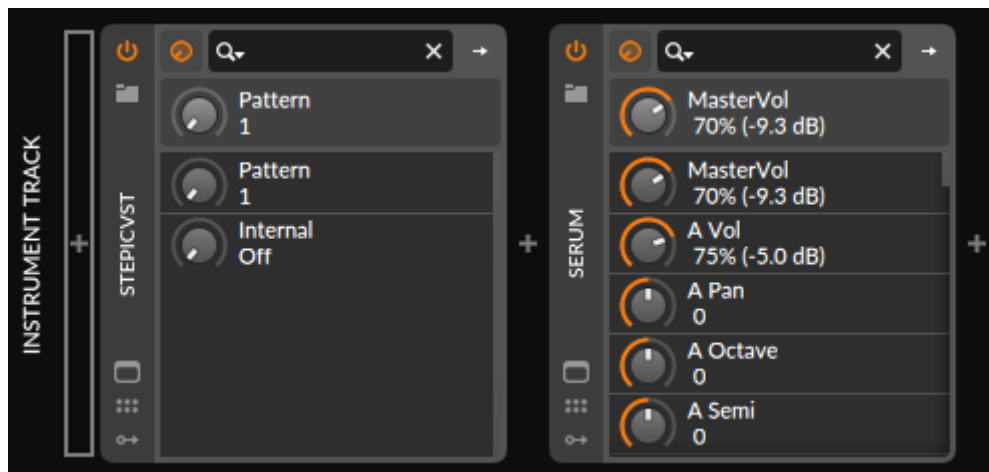 INSTRUMENT TRACK
STEPICVST
Pattern
1
Pattern
1
Internal
Off
SERUM
MasterVol
70% (-9.3 dB)
MasterVol
70% (-9.3 dB)
A Vol
75% (-5.0 dB)
A Pan
0
A Octave
0
A Semi
0